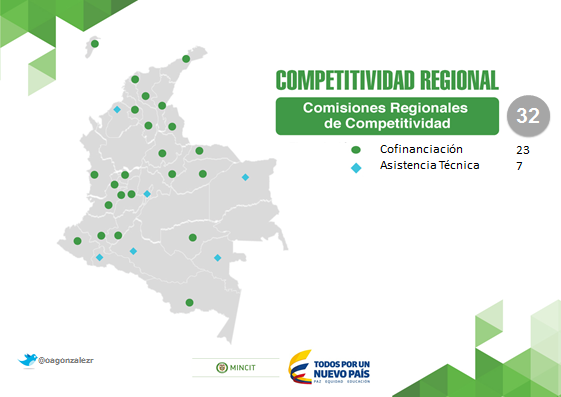 COMPETITIVIDAD REGIONAL
Comisiones Regionales
de Competitividad
32
Cofinanciación 23
Asistencia Técnica 7
@oagonzalezr
MINCIT
TODOS POR UN
NUEVO PAÍS
PAZ EQUIDAD EDUCACIÓN